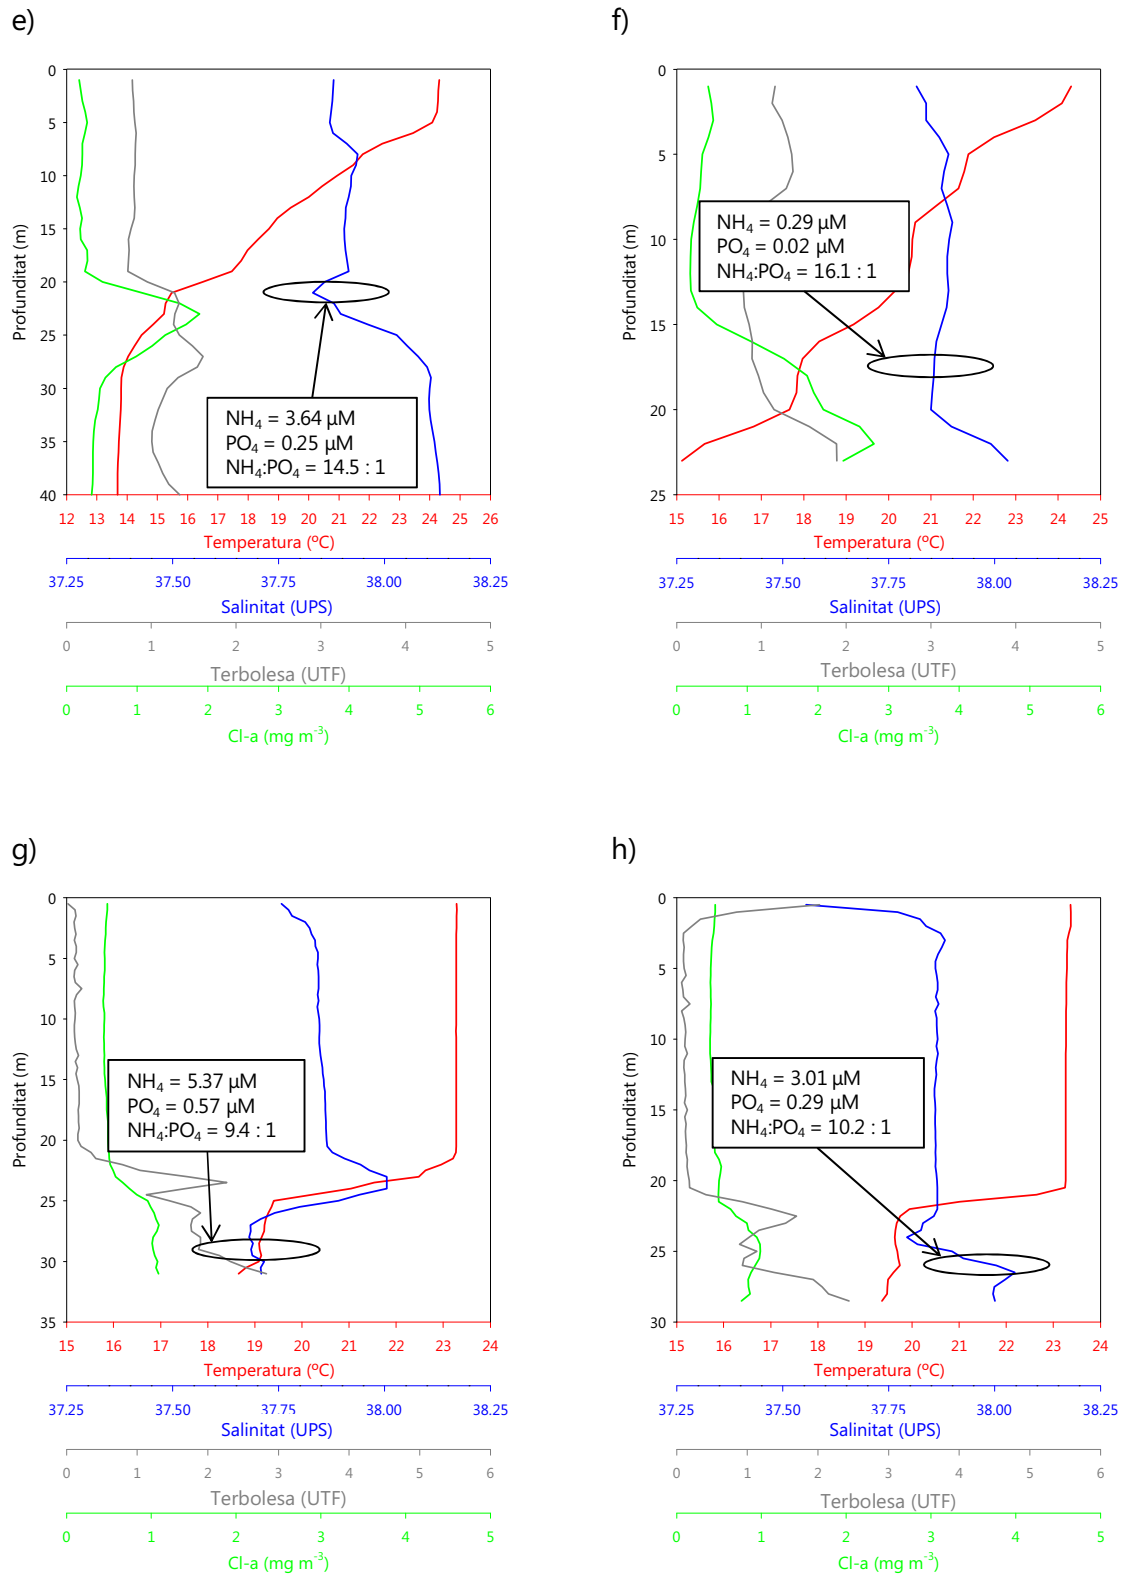 e)
0
5
10
15
20
25
30
35
40
Profunditat (m)
NH₄ = 3.64 µM
PO₄ = 0.25 µM
NH₄:PO₄ = 14.5 : 1
12 13 14 15 16 17 18 19 20 21 22 23 24 25 26
Temperatura (ºC)
37.25 37.50 37.75 38.00 38.25
Salinitat (UPS)
0 1 2 3 4 5
Terbolesa (UTF)
0 1 2 3 4 5 6
Cl-a (mg m⁻³)
f)
0
5
10
15
20
25
Profunditat (m)
NH₄ = 0.29 µM
PO₄ = 0.02 µM
NH₄:PO₄ = 16.1 : 1
15 16 17 18 19 20 21 22 23 24 25
Temperatura (ºC)
37.25 37.50 37.75 38.00 38.25
Salinitat (UPS)
0 1 2 3 4 5
Terbolesa (UTF)
0 1 2 3 4 5 6
Cl-a (mg m⁻³)
g)
0
5
10
15
20
25
30
35
Profunditat (m)
NH₄ = 5.37 µM
PO₄ = 0.57 µM
NH₄:PO₄ = 9.4 : 1
15 16 17 18 19 20 21 22 23 24
Temperatura (ºC)
37.25 37.50 37.75 38.00 38.25
Salinitat (UPS)
0 1 2 3 4 5 6
Terbolesa (UTF)
0 1 2 3 4 5
Cl-a (mg m⁻³)
h)
0
5
10
15
20
25
30
Profunditat (m)
NH₄ = 3.01 µM
PO₄ = 0.29 µM
NH₄:PO₄ = 10.2 : 1
15 16 17 18 19 20 21 22 23 24
Temperatura (ºC)
37.25 37.50 37.75 38.00 38.25
Salinitat (UPS)
0 1 2 3 4 5 6
Terbolesa (UTF)
0 1 2 3 4 5
Cl-a (mg m⁻³)